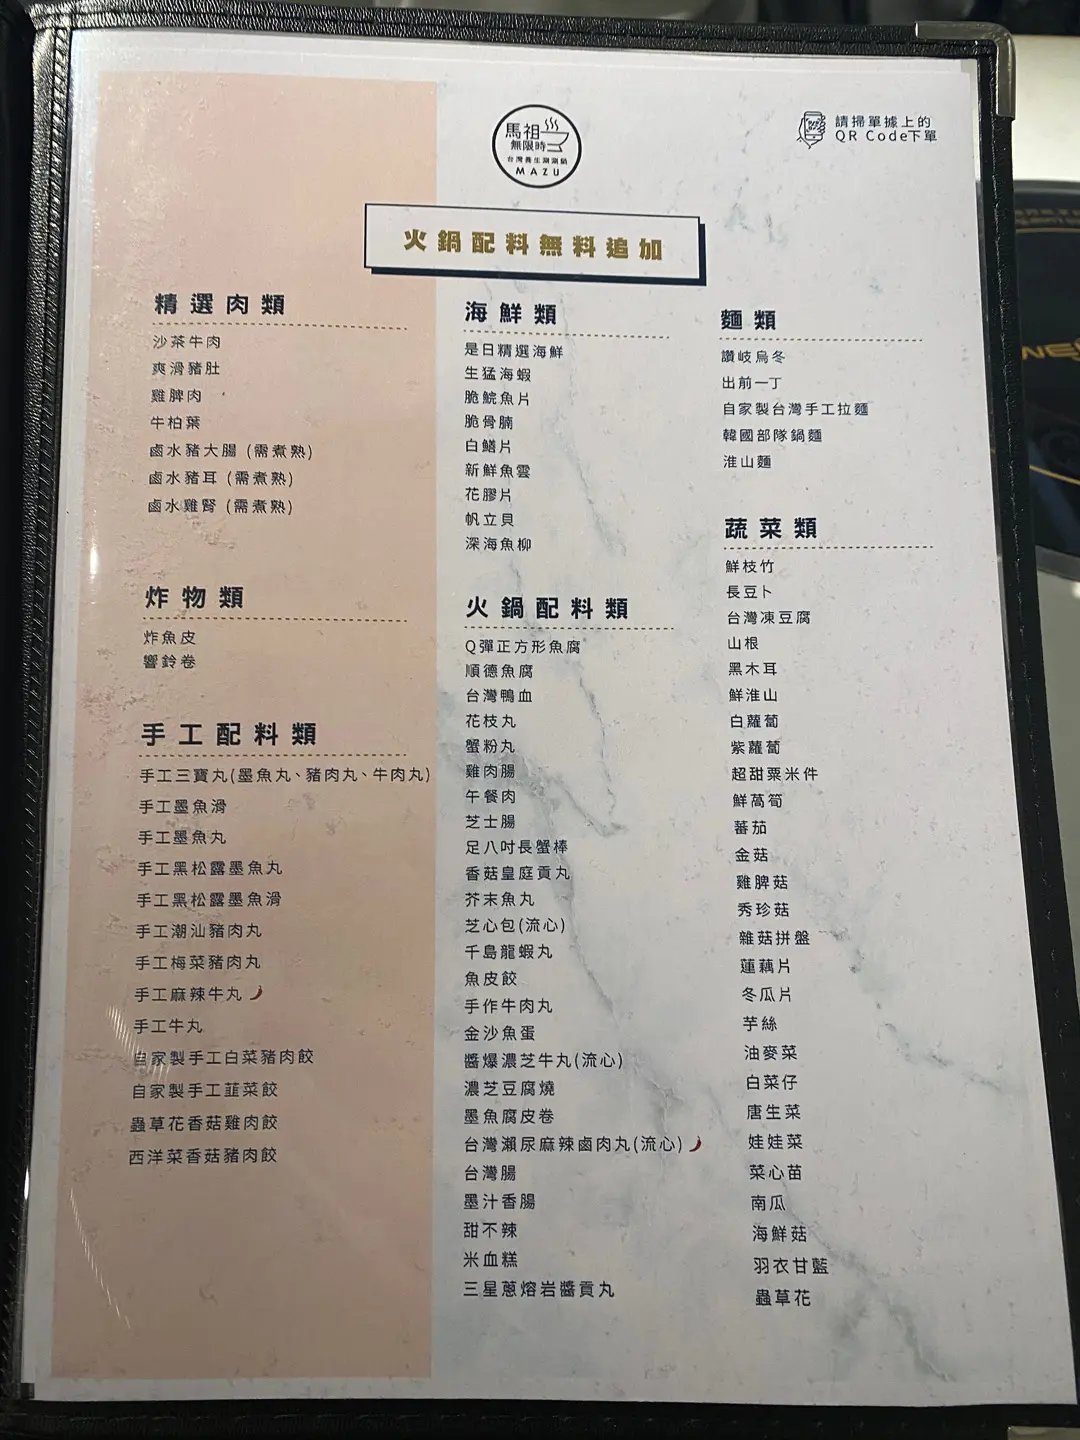 馬祖
無限時
台灣養生涮涮鍋
MAZU
請掃單據上的
QR Code下單
火鍋配料無料追加
精選肉類
沙茶牛肉
爽滑豬肚
雞脾肉
牛柏葉
鹵水豬大腸 (需煮熟)
鹵水豬耳 (需煮熟)
鹵水雞腎 (需煮熟)
炸物類
炸魚皮
響鈴卷
手工配料類
手工三寶丸(墨魚丸、豬肉丸、牛肉丸)
手工墨魚滑
手工墨魚丸
手工黑松露墨魚丸
手工黑松露墨魚滑
手工潮汕豬肉丸
手工梅菜豬肉丸
手工麻辣牛丸
手工牛丸
自家製手工白菜豬肉餃
自家製手工韮菜餃
蟲草花香菇雞肉餃
西洋菜香菇豬肉餃
海鮮類
是日精選海鮮
生猛海蝦
脆鯇魚片
脆骨腩
白鱔片
新鮮魚雲
花膠片
帆立貝
深海魚柳
火鍋配料類
Q彈正方形魚腐
順德魚腐
台灣鴨血
花枝丸
蟹粉丸
雞肉腸
午餐肉
芝士腸
足八吋長蟹棒
香菇皇庭貢丸
芥末魚丸
芝心包(流心)
千島龍蝦丸
魚皮餃
手作牛肉丸
金沙魚蛋
醬爆濃芝牛丸(流心)
濃芝豆腐燒
墨魚腐皮卷
台灣瀨尿麻辣鹵肉丸(流心)
台灣腸
墨汁香腸
甜不辣
米血糕
三星蔥熔岩醬貢丸
麵類
讚岐烏冬
出前一丁
自家製台灣手工拉麵
韓國部隊鍋麵
淮山麵
蔬菜類
鮮枝竹
長豆卜
台灣凍豆腐
山根
黑木耳
鮮淮山
白蘿蔔
紫蘿蔔
超甜粟米件
鮮萵筍
蕃茄
金菇
雞脾菇
秀珍菇
雜菇拼盤
蓮藕片
冬瓜片
芋絲
油麥菜
白菜仔
唐生菜
娃娃菜
菜心苗
南瓜
海鮮菇
羽衣甘藍
蟲草花